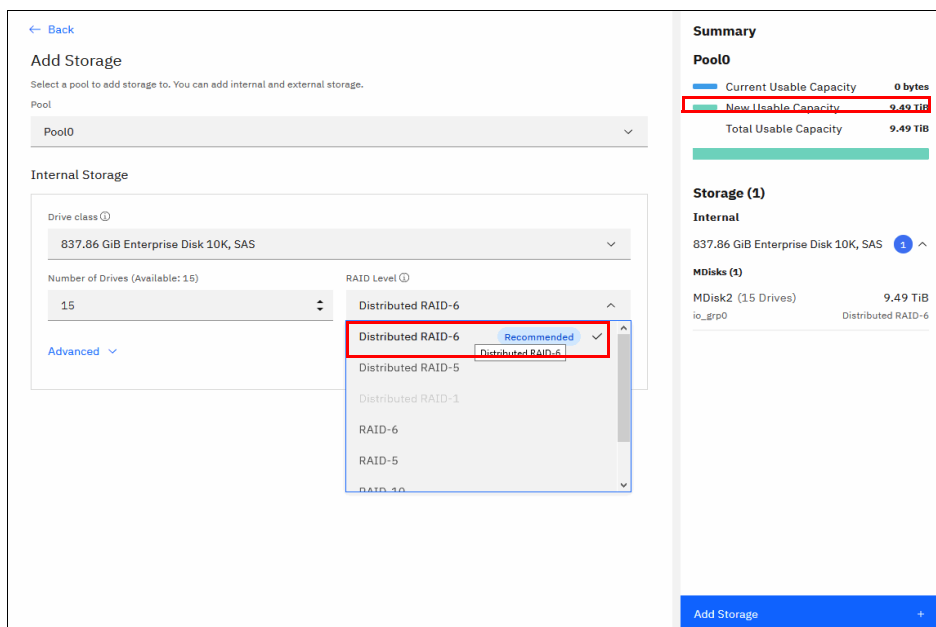 Back
Add Storage
Select a pool to add storage to. You can add internal and external storage.
Pool
Pool0
Internal Storage
Drive class
837.86 GiB Enterprise Disk 10K, SAS
Number of Drives (Available: 15)
15
RAID Level
Distributed RAID-6
Distributed RAID-6 Recommended
Distributed RAID-6
Distributed RAID-5
Distributed RAID-1
RAID-6
RAID-5
RAID-10
Advanced
Summary
Pool0
Current Usable Capacity 0 bytes
New Usable Capacity 9.49 TiB
Total Usable Capacity 9.49 TiB
Storage (1)
Internal
837.86 GiB Enterprise Disk 10K, SAS 1
MDisks (1)
MDisk2 (15 Drives) 9.49 TiB
io_grp0 Distributed RAID-6
Add Storage +